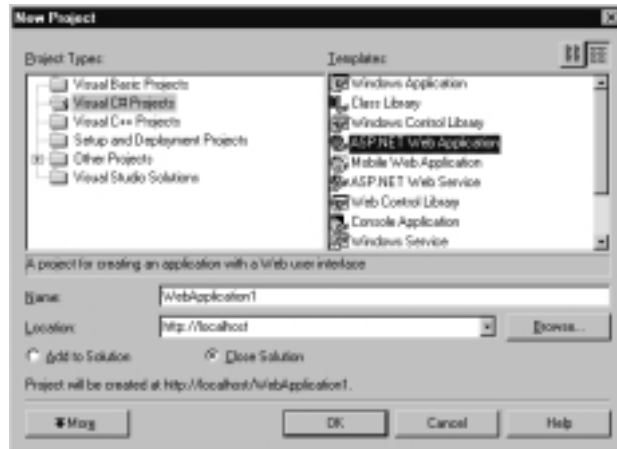 New Project
Project Types:
Templates:
Visual Basic Projects
Visual C# Projects
Visual C++ Projects
Setup and Deployment Projects
Other Projects
Visual Studio Solutions
Windows Application
Class Library
Windows Control Library
ASP.NET Web Application
Mobile Web Application
ASP.NET Web Service
Web Control Library
Console Application
Windows Service
A project for creating an application with a Web user interface
Name:
WebApplication1
Location:
http://localhost
Browse...
Add to Solution
Close Solution
Project will be created at http://localhost/WebApplication1.
More
OK
Cancel
Help